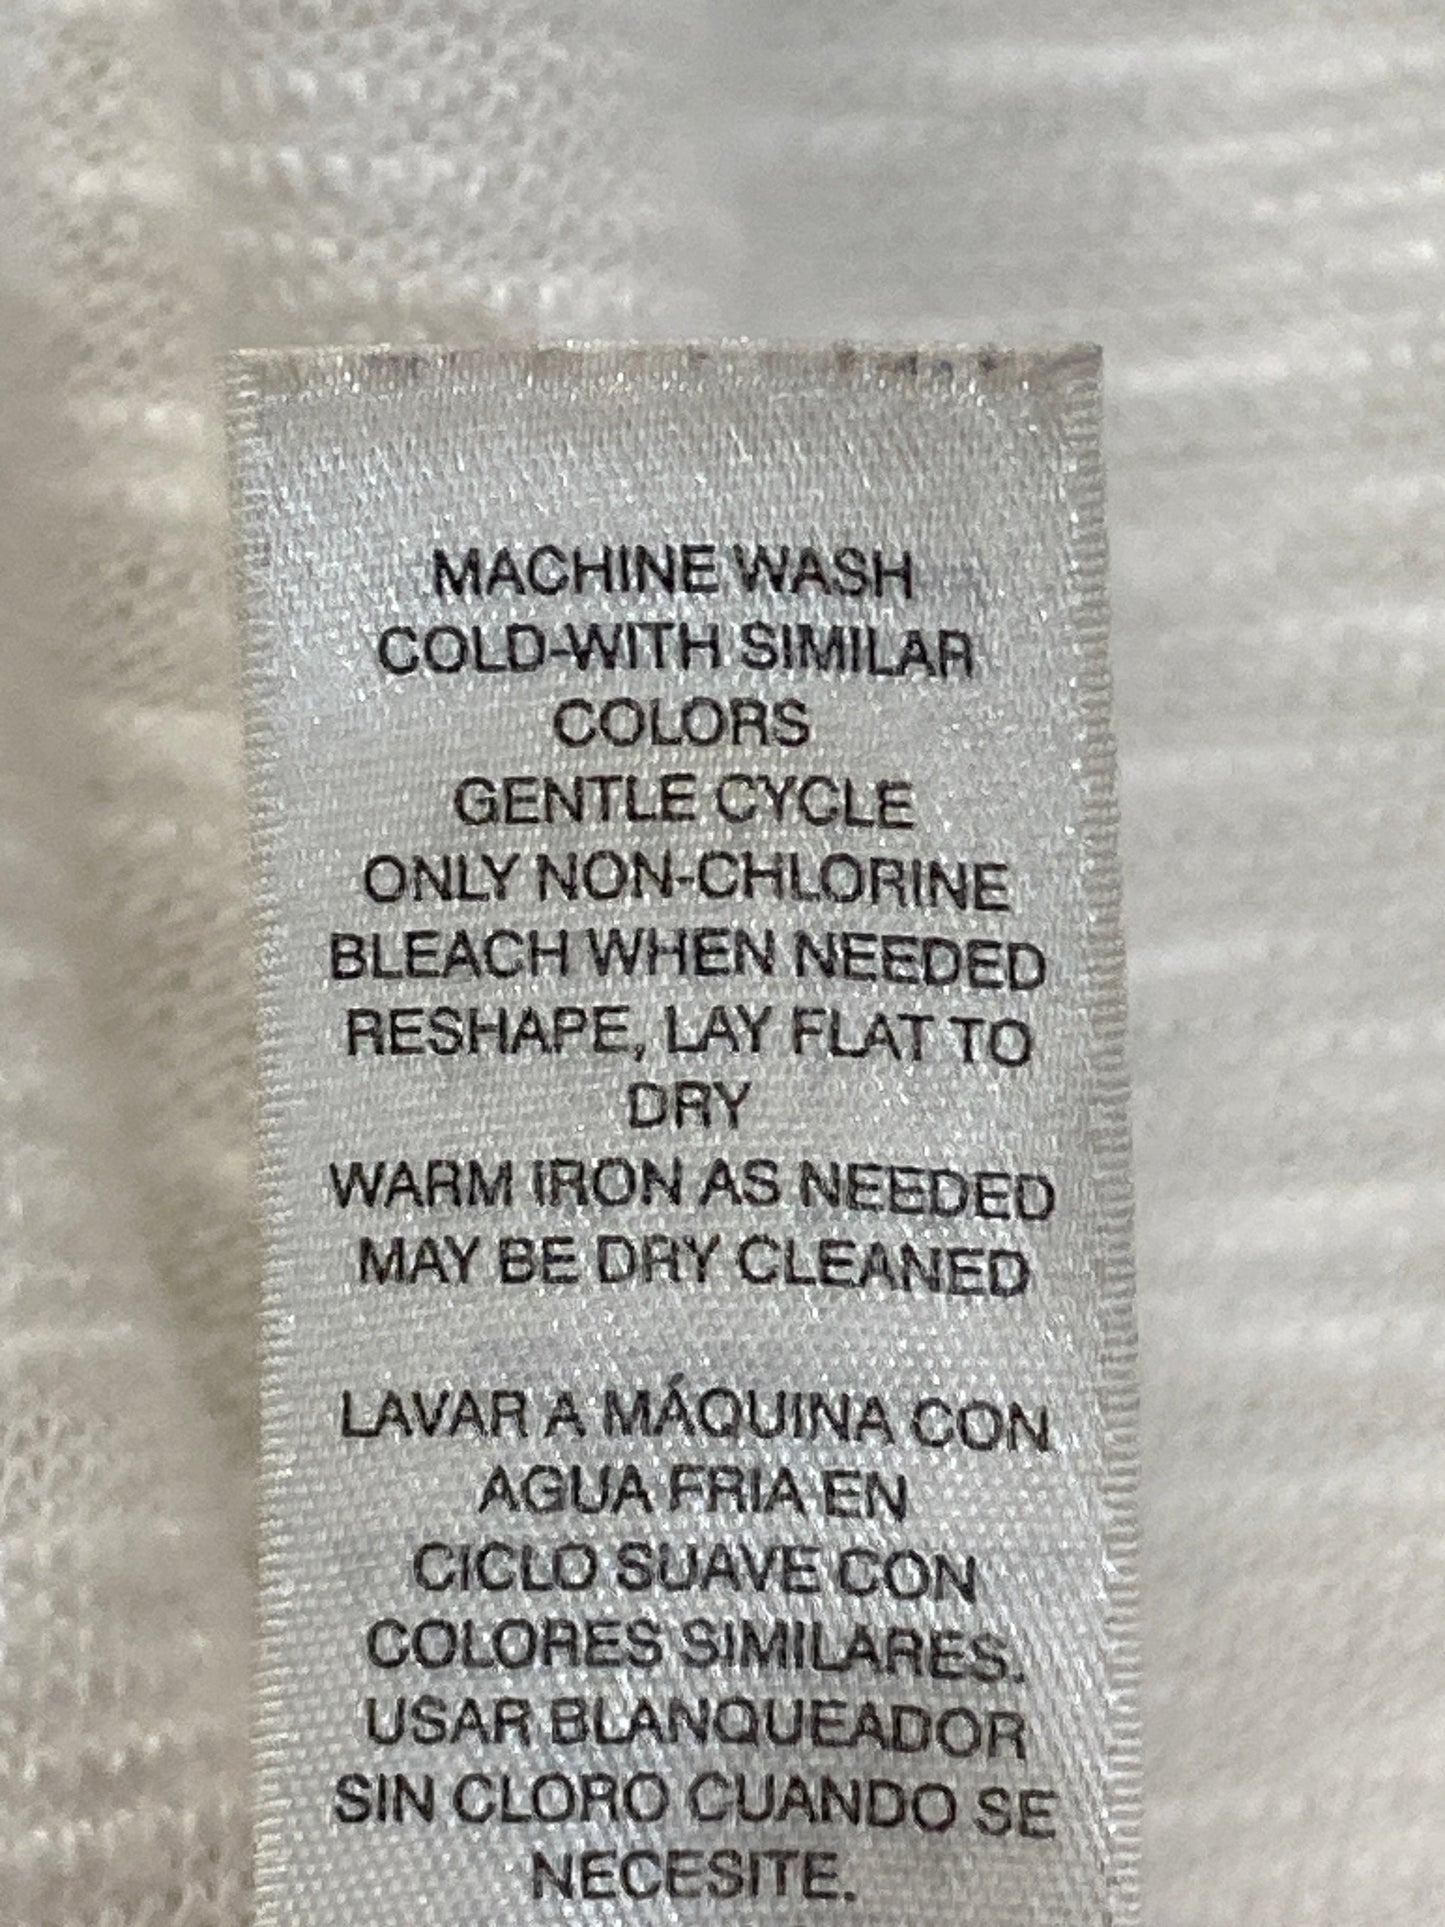 MACHINE WASH
COLD-WITH SIMILAR
COLORS
GENTLE CYCLE
ONLY NON-CHLORINE
BLEACH WHEN NEEDED
RESHAPE, LAY FLAT TO
DRY
WARM IRON AS NEEDED
MAY BE DRY CLEANED
LAVAR A MÁQUINA CON
AGUA FRIA EN
CICLO SUAVE CON
COLORES SIMILARES.
USAR BLANQUEADOR
SIN CLORO CUANDO SE
NECESITE.